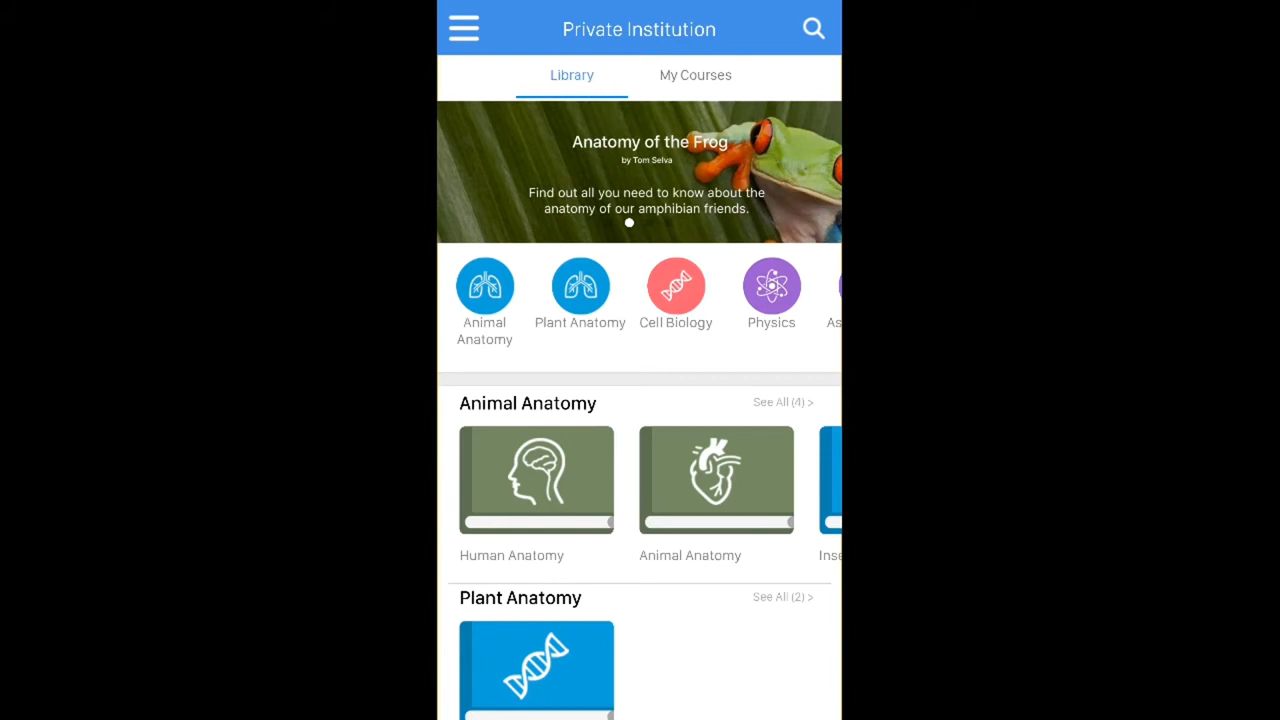 Private Institution
Library
My Courses
Anatomy of the Frog
by Tom Selva
Find out all you need to know about the
anatomy of our amphibian friends.
Animal
Anatomy
Plant Anatomy
Cell Biology
Physics
As
Animal Anatomy
See All (4) >
Human Anatomy
Animal Anatomy
Inse
Plant Anatomy
See All (2) >